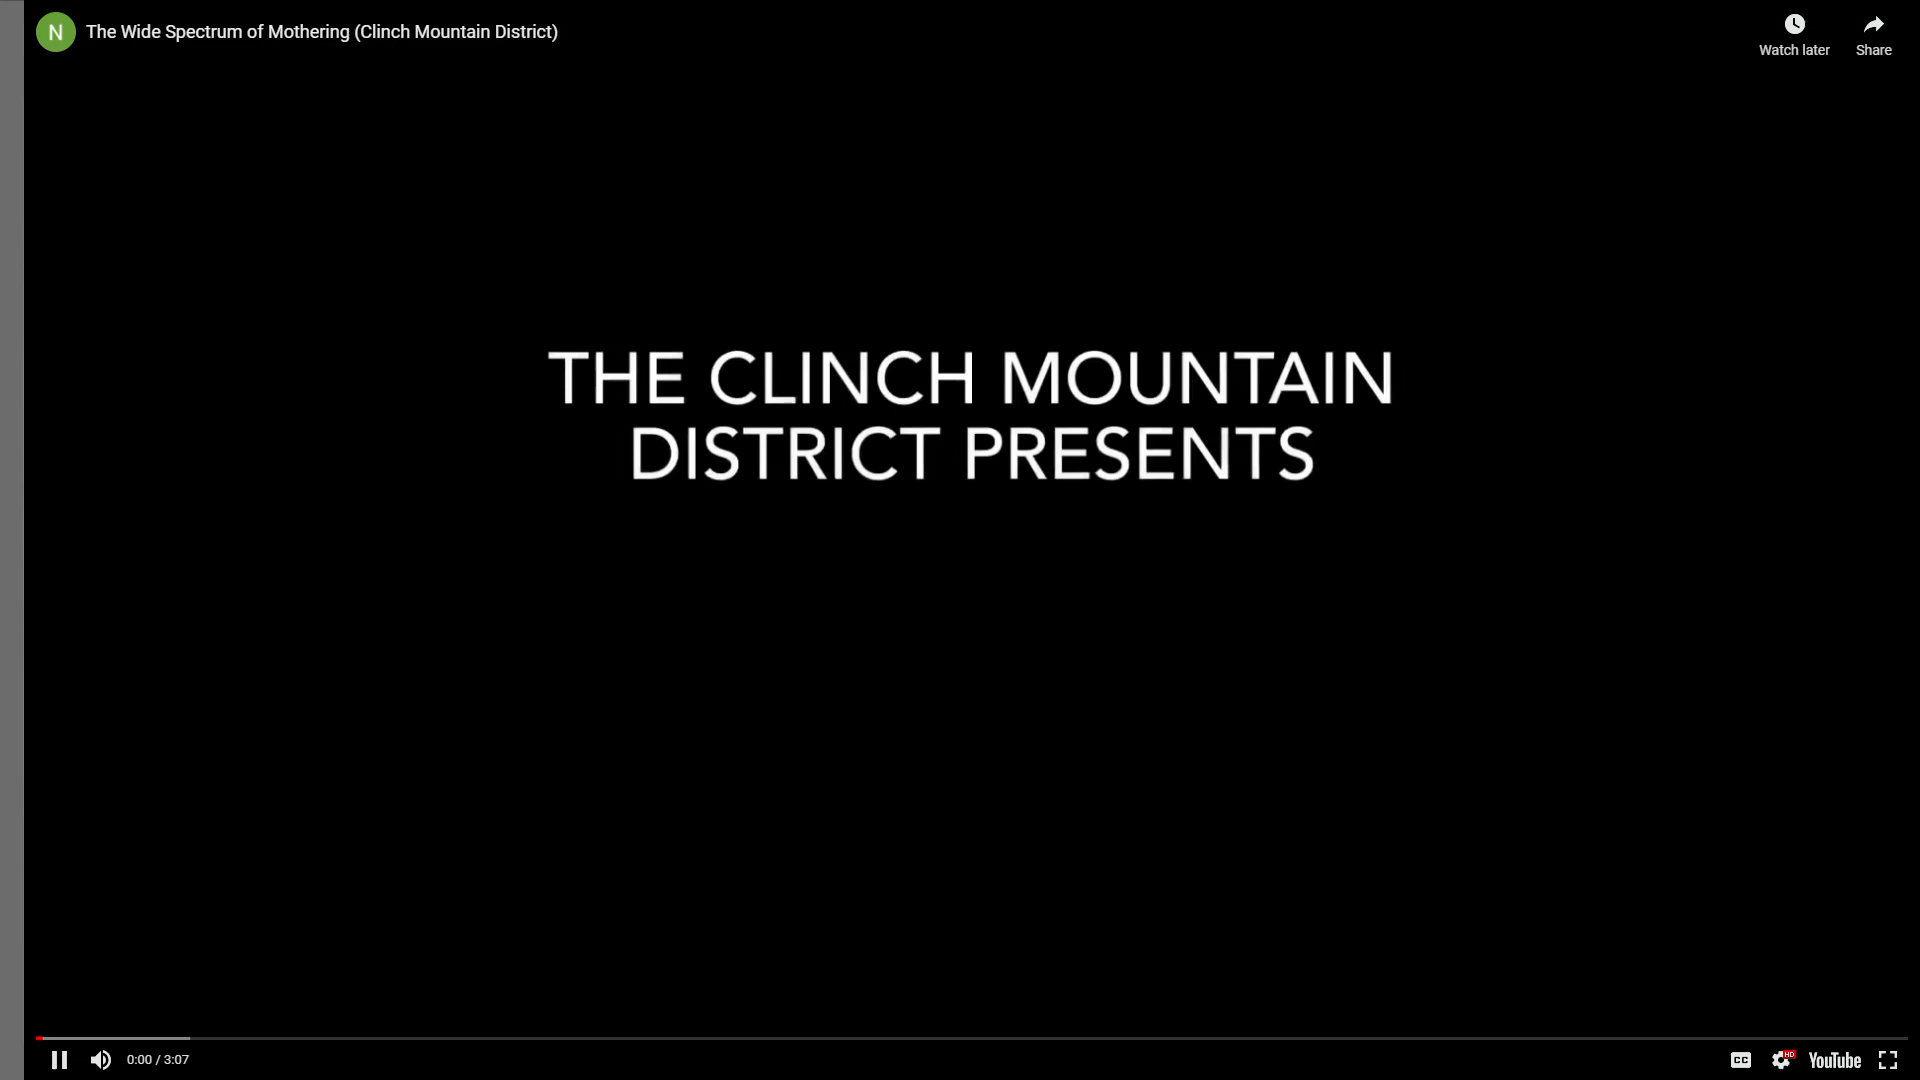 N
The Wide Spectrum of Mothering (Clinch Mountain District)
Watch later
Share
THE CLINCH MOUNTAIN
DISTRICT PRESENTS
0:00 / 3:07
CC
HD
YouTube